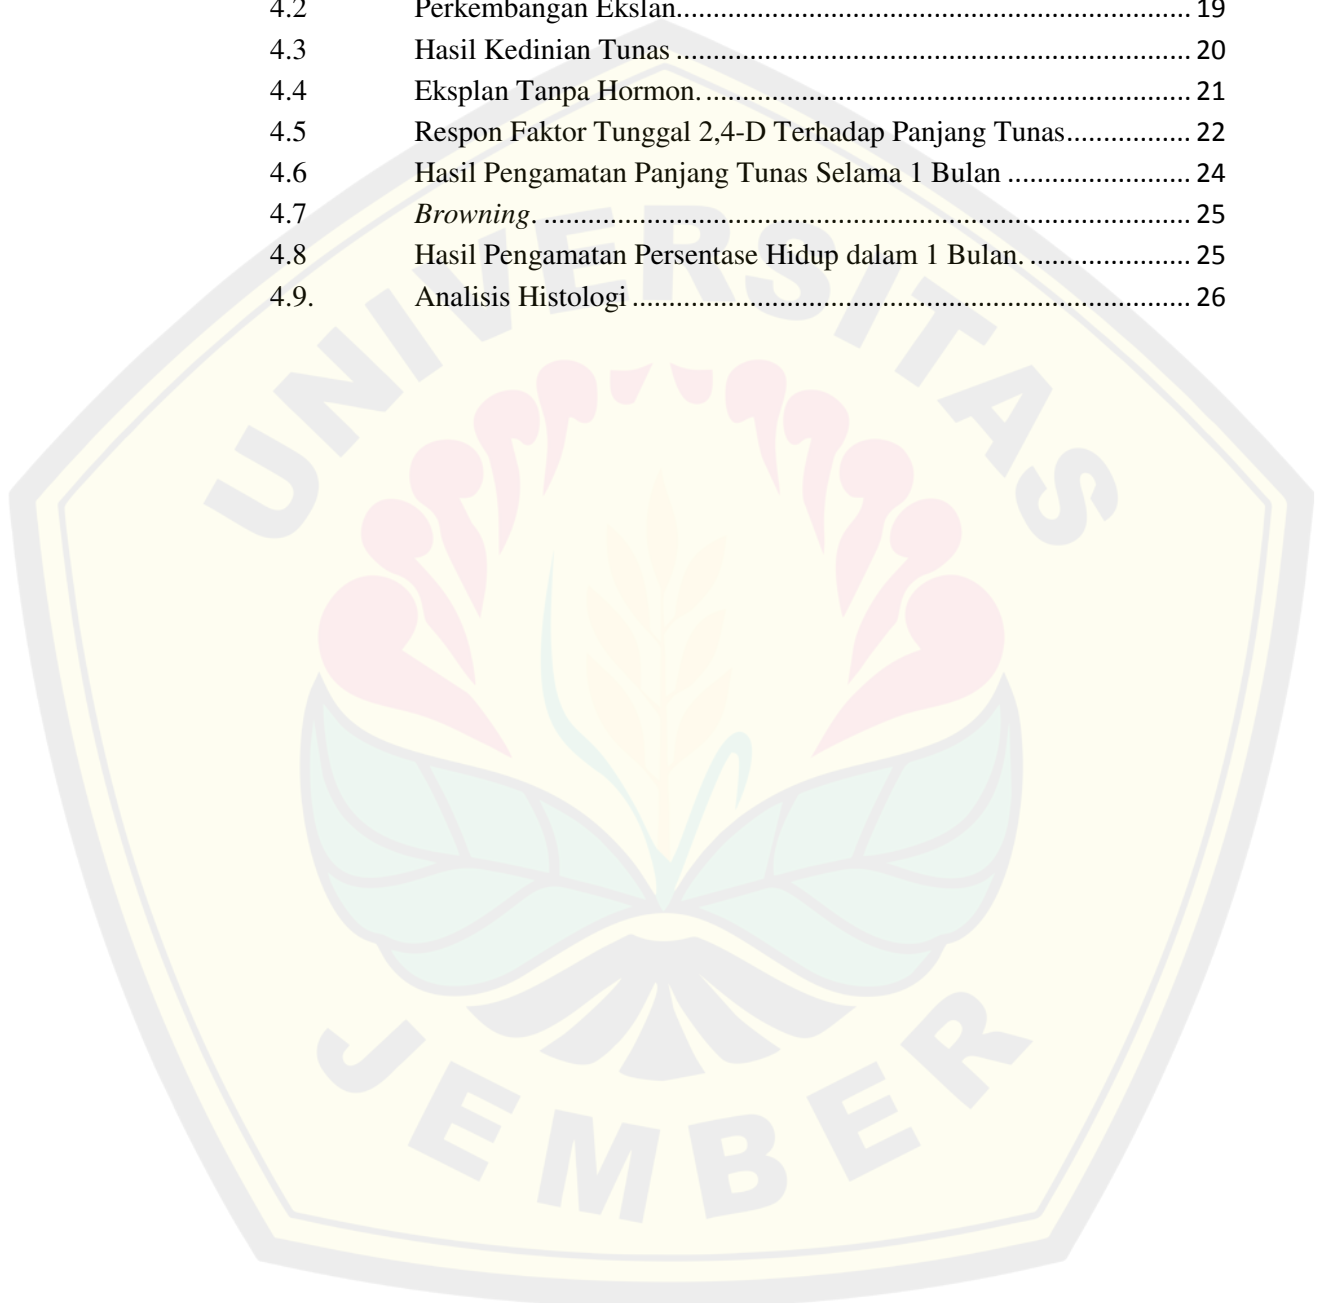 4.2 Perkembangan Ekslan.......................................................................... 19
4.3 Hasil Kedinian Tunas .......................................................................... 20
4.4 Eksplan Tanpa Hormon. ...................................................................... 21
4.5 Respon Faktor Tunggal 2,4-D Terhadap Panjang Tunas................. 22
4.6 Hasil Pengamatan Panjang Tunas Selama 1 Bulan ......................... 24
4.7 Browning. ............................................................................................. 25
4.8 Hasil Pengamatan Persentase Hidup dalam 1 Bulan. ...................... 25
4.9. Analisis Histologi ................................................................................ 26
UNIVERSITAS
JEMBER